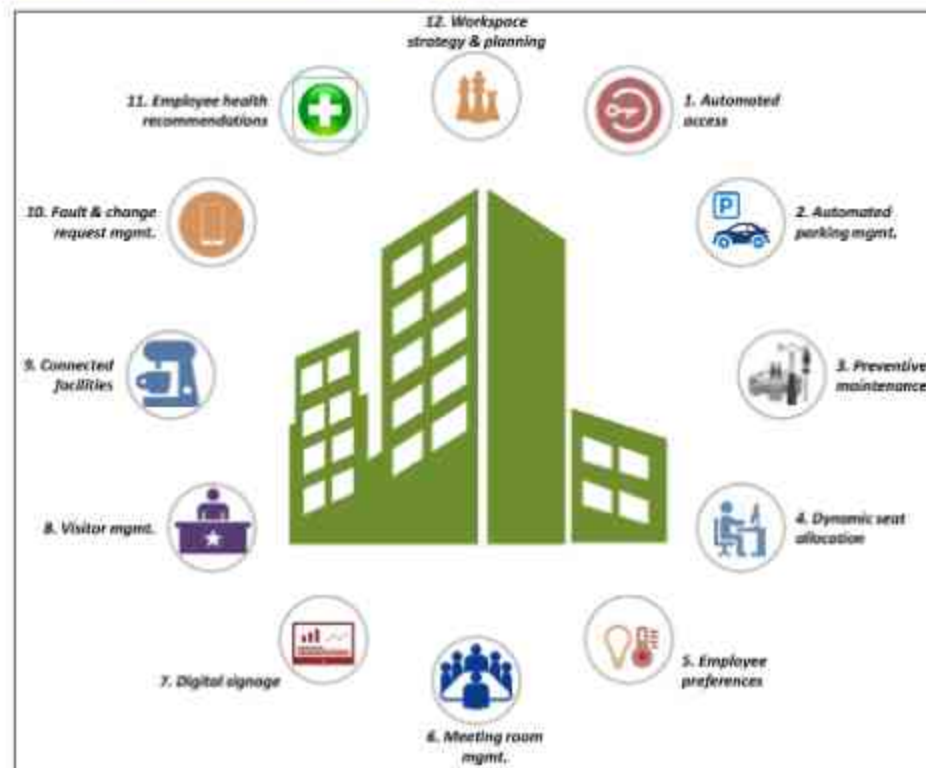 12. Workspace
strategy & planning
1. Automated
access
P
2. Automated
parking mgmt.
3. Preventive
maintenance
4. Dynamic seat
allocation
5. Employee
preferences
6. Meeting room
mgmt.
7. Digital signage
8. Visitor mgmt.
9. Connected
facilities
10. Fault & change
request mgmt.
11. Employee health
recommendations